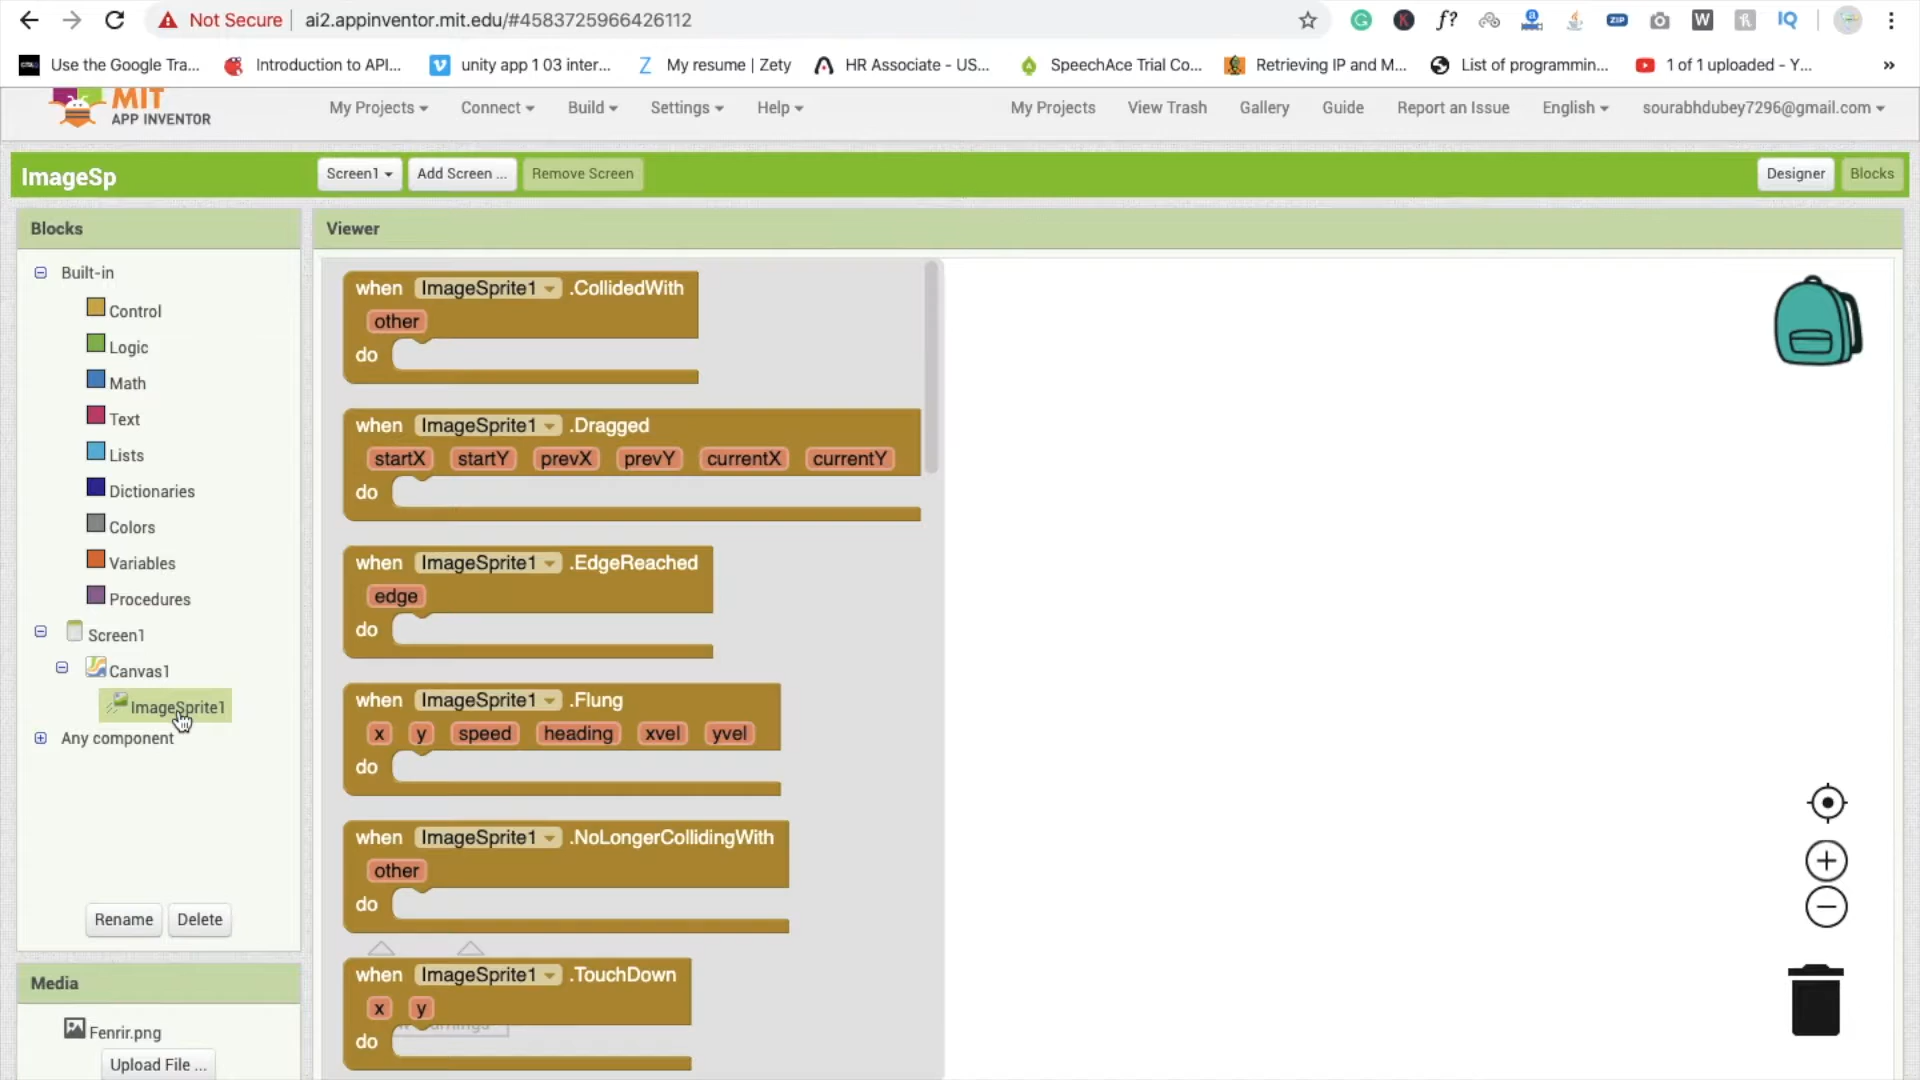 Not Secure ai2.appinventor.mit.edu/#4583725966426112
Use the Google Tra... Introduction to API... unity app 1 03 inter... My resume | Zety HR Associate - US... SpeechAce Trial Co... Retrieving IP and M... List of programmin... 1 of 1 uploaded - Y... »
MIT
APP INVENTOR
My Projects Connect Build Settings Help My Projects View Trash Gallery Guide Report an Issue English sourabhdubey7296@gmail.com
ImageSp Screen1 Add Screen ... Remove Screen Designer Blocks
Blocks
Built-in
Control
Logic
Math
Text
Lists
Dictionaries
Colors
Variables
Procedures
Screen1
Canvas1
ImageSprite1
Any component
Rename Delete
Media
Fenrir.png
Upload File ...
Viewer
when ImageSprite1 .CollidedWith
other
do
when ImageSprite1 .Dragged
startX startY prevX prevY currentX currentY
do
when ImageSprite1 .EdgeReached
edge
do
when ImageSprite1 .Flung
x y speed heading xvel yvel
do
when ImageSprite1 .NoLongerCollidingWith
other
do
when ImageSprite1 .TouchDown
x y
do